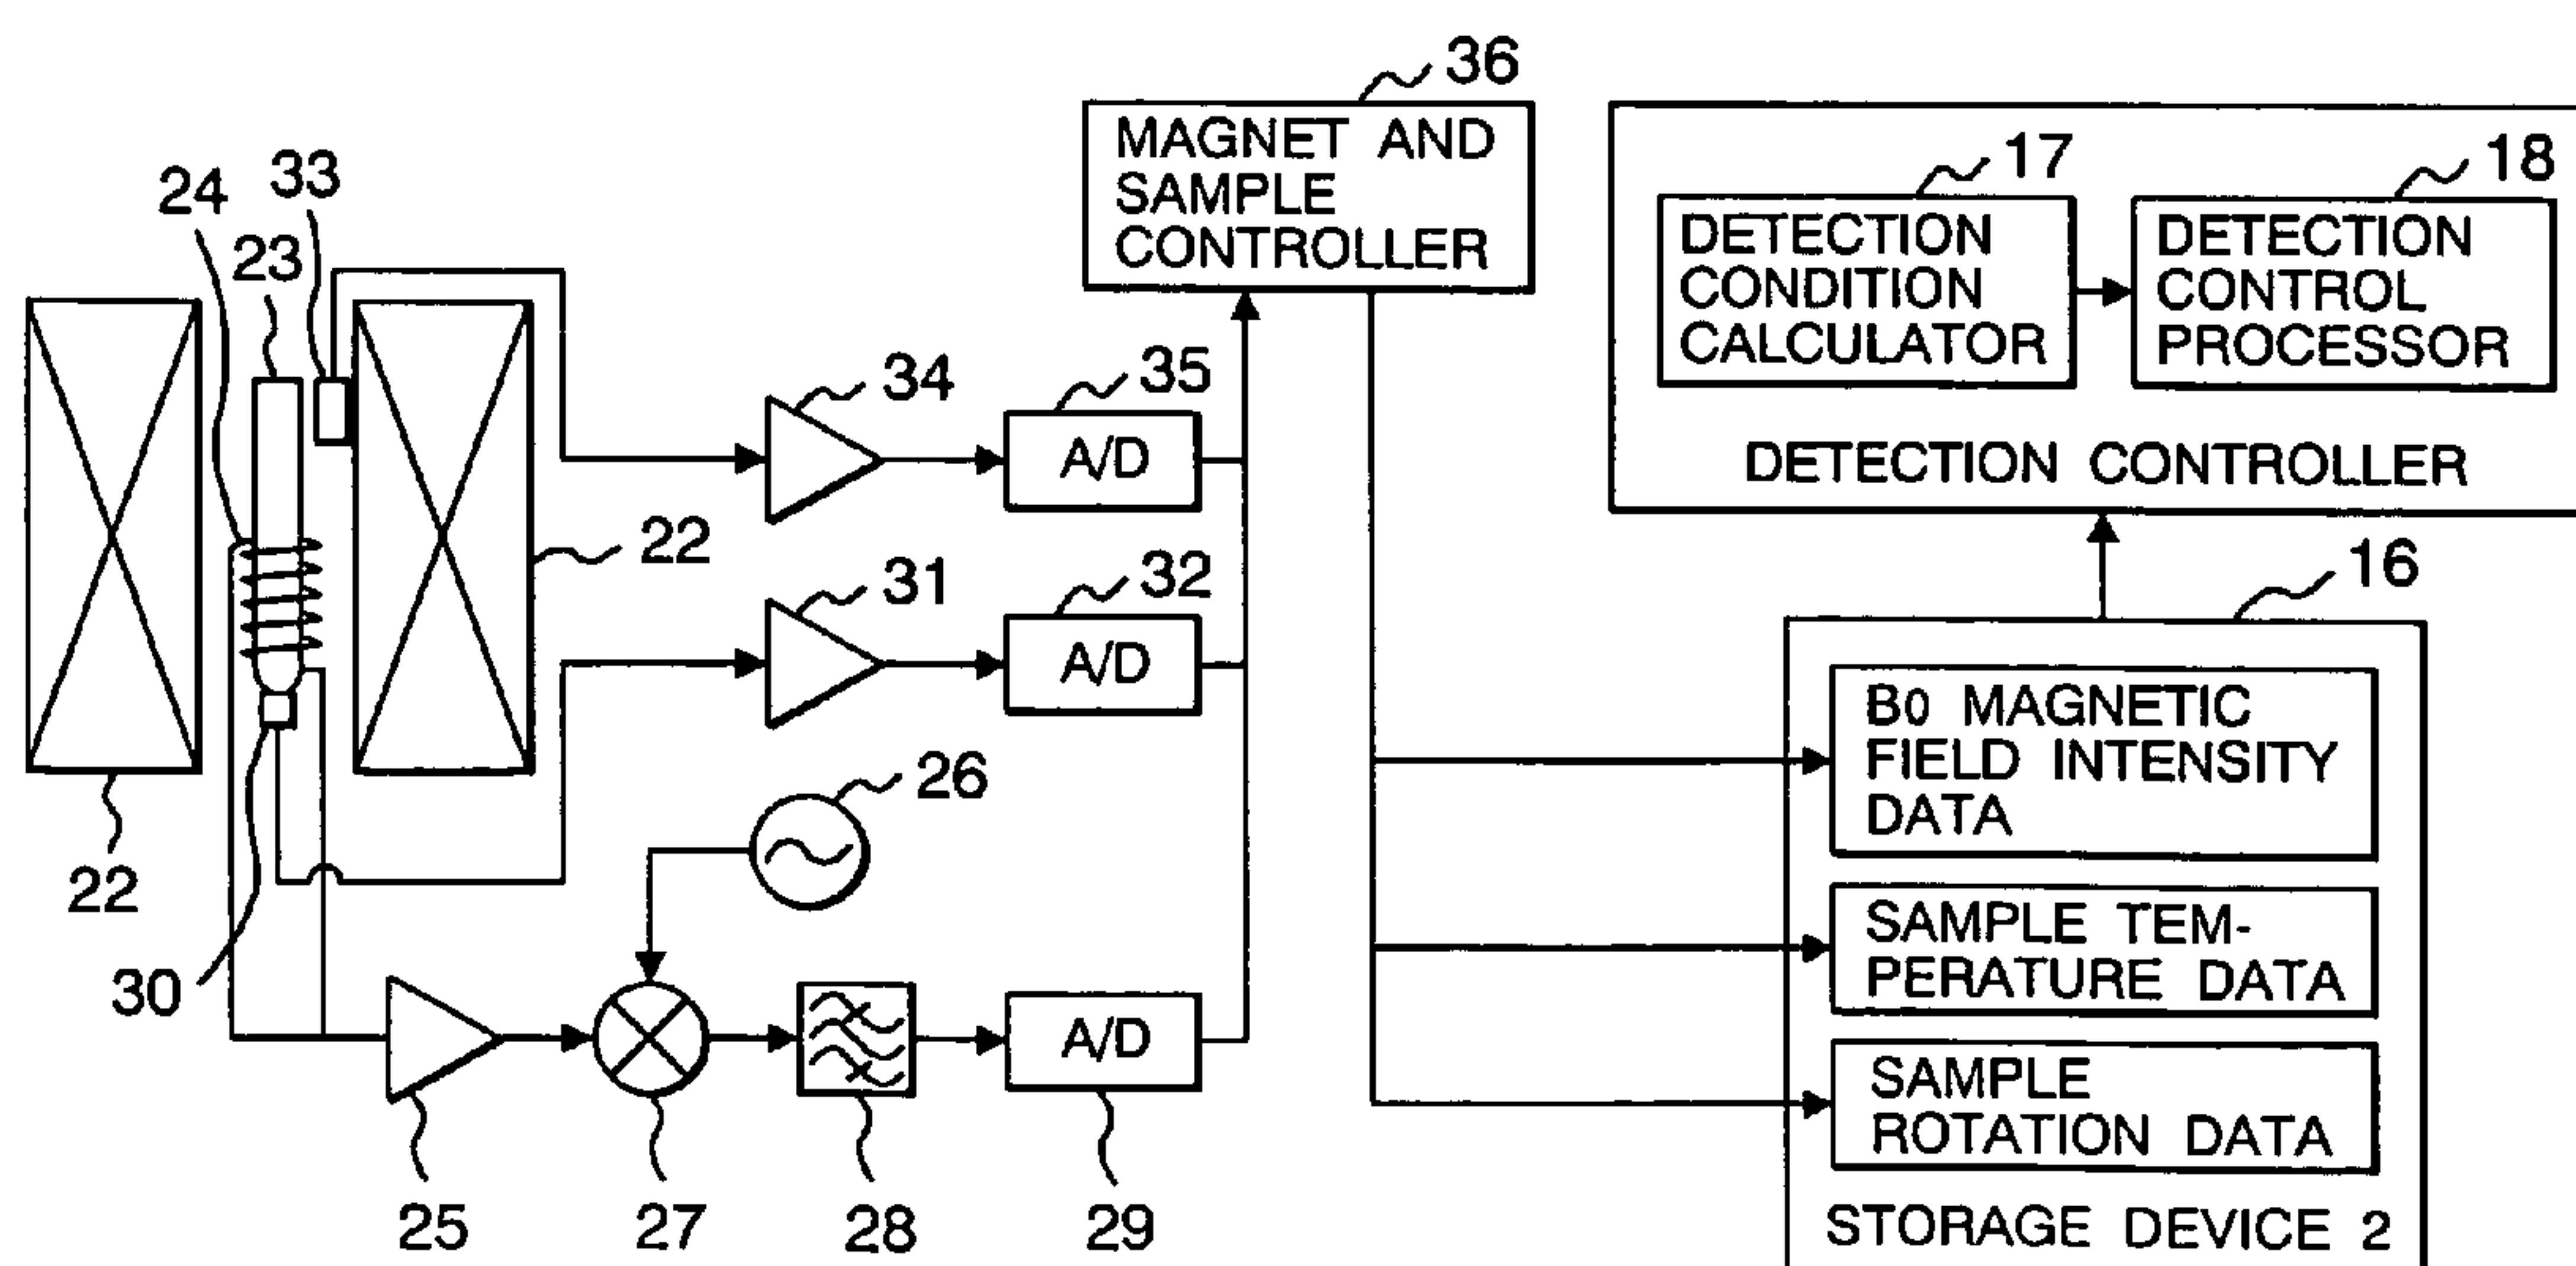 36
MAGNET AND
SAMPLE
CONTROLLER
17
18
DETECTION
CONDITION
CALCULATOR
DETECTION
CONTROL
PROCESSOR
DETECTION CONTROLLER
24
33
23
34
35
A/D
22
31
32
A/D
16
B0 MAGNETIC
FIELD INTENSITY
DATA
26
22
SAMPLE TEM-
PERATURE DATA
30
A/D
SAMPLE
ROTATION DATA
25
27
28
29
STORAGE DEVICE 2